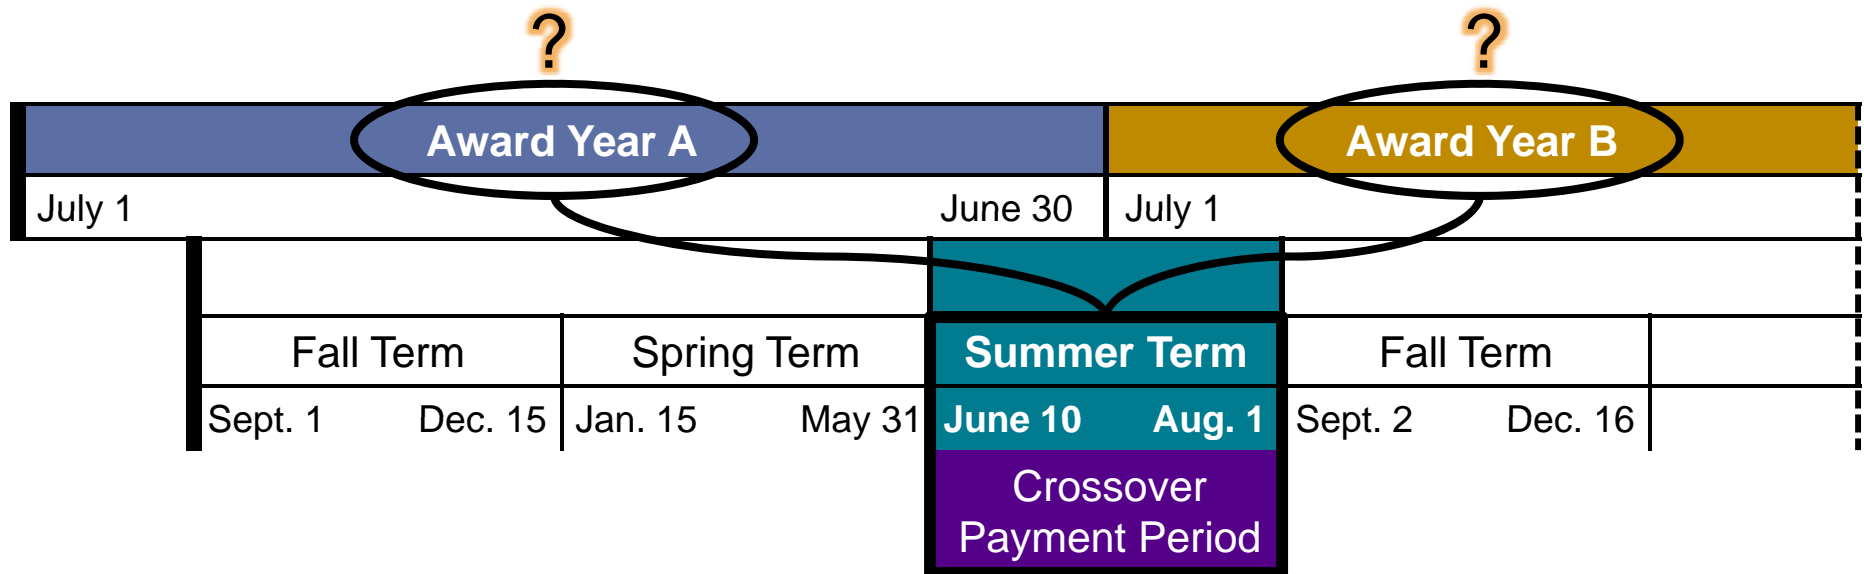 ? ?
Award Year A Award Year B
July 1 June 30 July 1
Fall Term Spring Term Summer Term Fall Term
Sept. 1 Dec. 15 Jan. 15 May 31 June 10 Aug. 1 Sept. 2 Dec. 16
Crossover
Payment Period